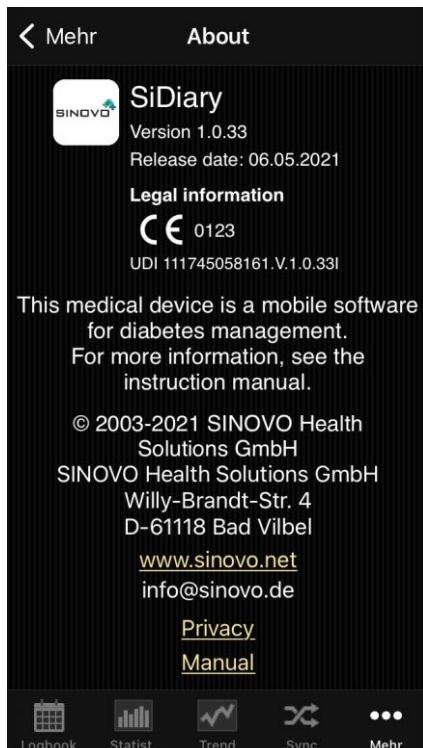 Mehr
About
SINOVO
SiDiary
Version 1.0.33
Release date: 06.05.2021
Legal information
CE 0123
UDI 111745058161.V.1.0.33I
This medical device is a mobile software
for diabetes management.
For more information, see the
instruction manual.
© 2003-2021 SINOVO Health
Solutions GmbH
SINOVO Health Solutions GmbH
Willy-Brandt-Str. 4
D-61118 Bad Vilbel
www.sinovo.net
info@sinovo.de
Privacy
Manual
Logbook
Statist.
Trend
Sync
Mehr